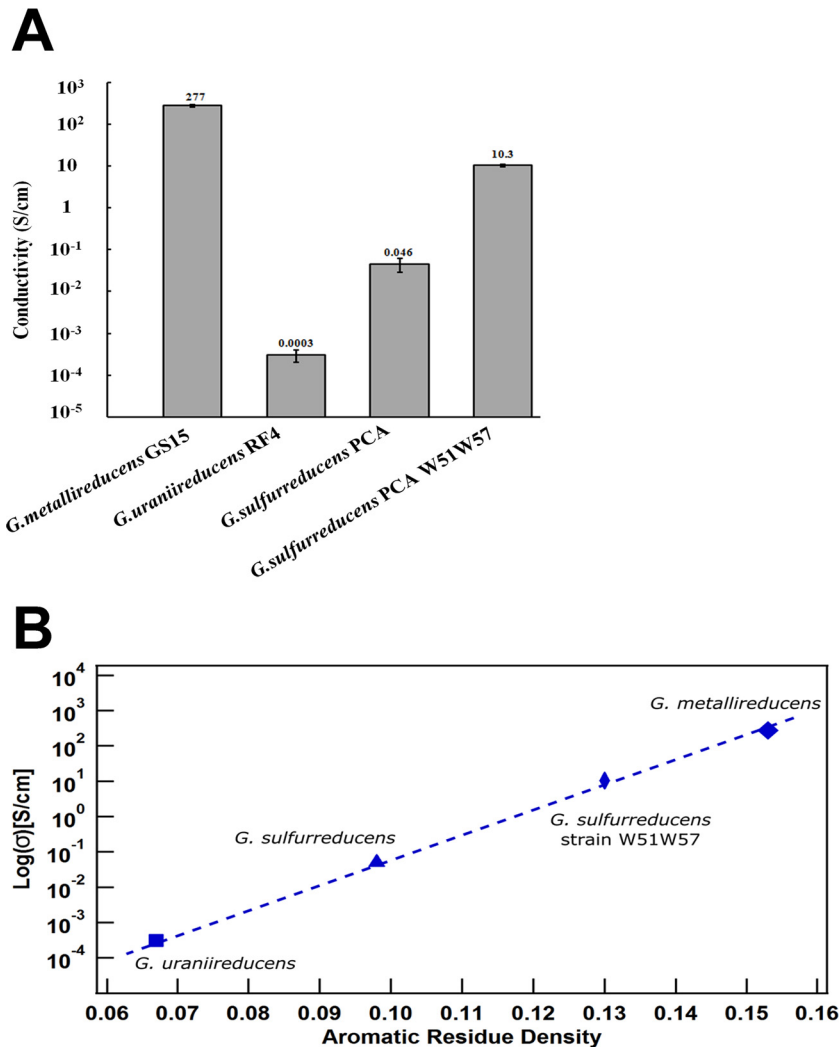 A
10³
10²
10
1
10⁻¹
10⁻²
10⁻³
10⁻⁴
10⁻⁵
Conductivity (S/cm)
277
0.0003
0.046
10.3
G.metallireducens GS15
G.uraniireducens RF4
G.sulfurreducens PCA
G.sulfurreducens PCA W51W57
B
10⁴
10³
10²
10¹
10⁰
10⁻¹
10⁻²
10⁻³
10⁻⁴
Log(σ)[S/cm]
G. metallireducens
G. sulfurreducens
strain W51W57
G. sulfurreducens
G. uraniireducens
0.06 0.07 0.08 0.09 0.10 0.11 0.12 0.13 0.14 0.15 0.16
Aromatic Residue Density